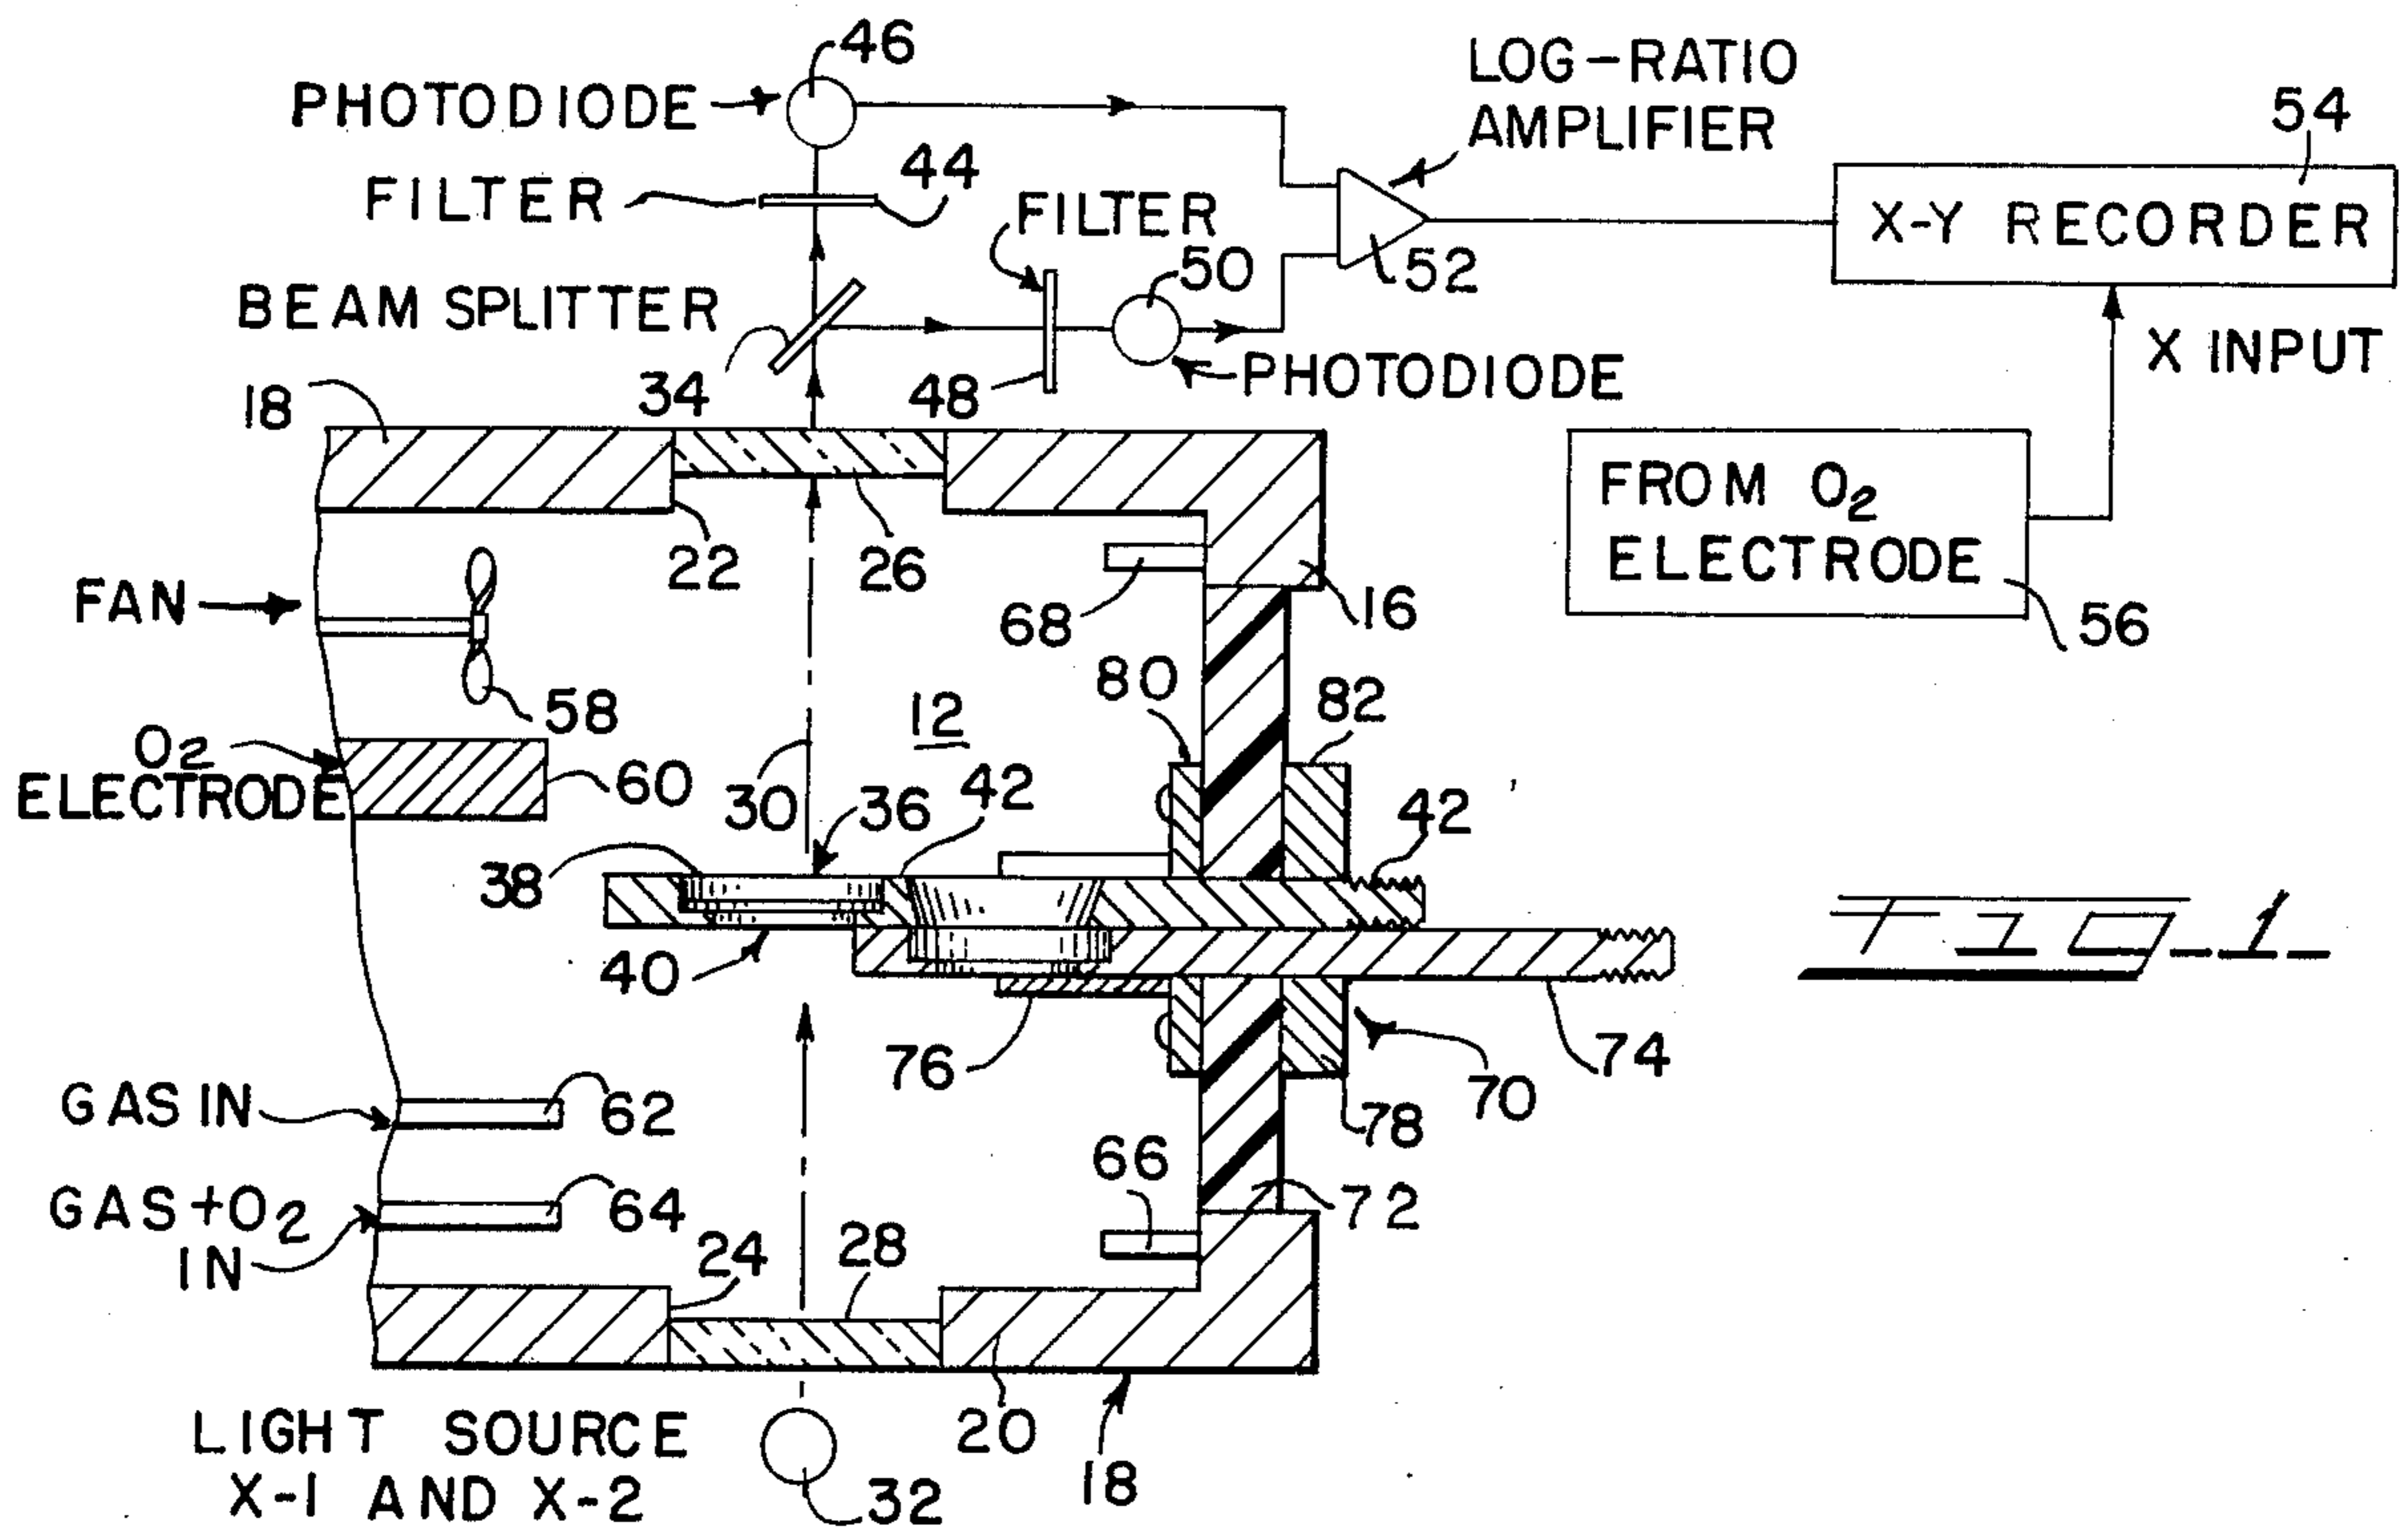 46
LOG-RATIO
AMPLIFIER
PHOTODIODE
54
44
FILTER
FILTER
X-Y RECORDER
50
52
BEAM SPLITTER
34
48
PHOTODIODE
X INPUT
18
FROM O₂
ELECTRODE
22
26
68
16
56
FAN
58
12
80
82
O₂
ELECTRODE
60
30
36
42
42
38
40
FIG_1_
76
70
74
GAS IN
62
78
66
GAS +O₂
IN
64
72
24
28
LIGHT SOURCE
X-1 AND X-2
32
20
18